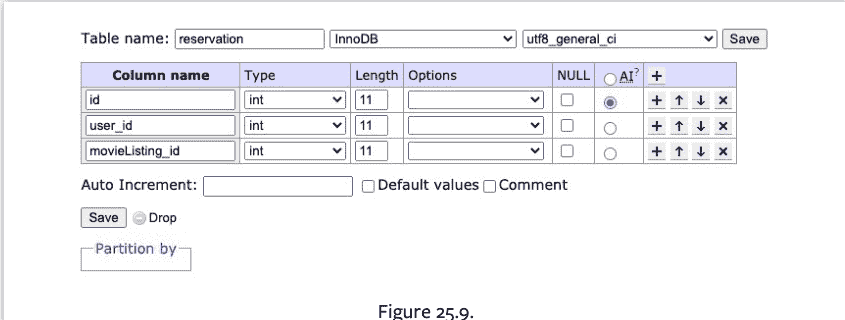 Table name: reservation InnoDB utf8_general_ci Save
Column name Type Length Options NULL AI? +
id int 11 + ↑ ↓ x
user_id int 11 + ↑ ↓ x
movieListing_id int 11 + ↑ ↓ x
Auto Increment: Default values Comment
Save Drop
Partition by
Figure 25.9.